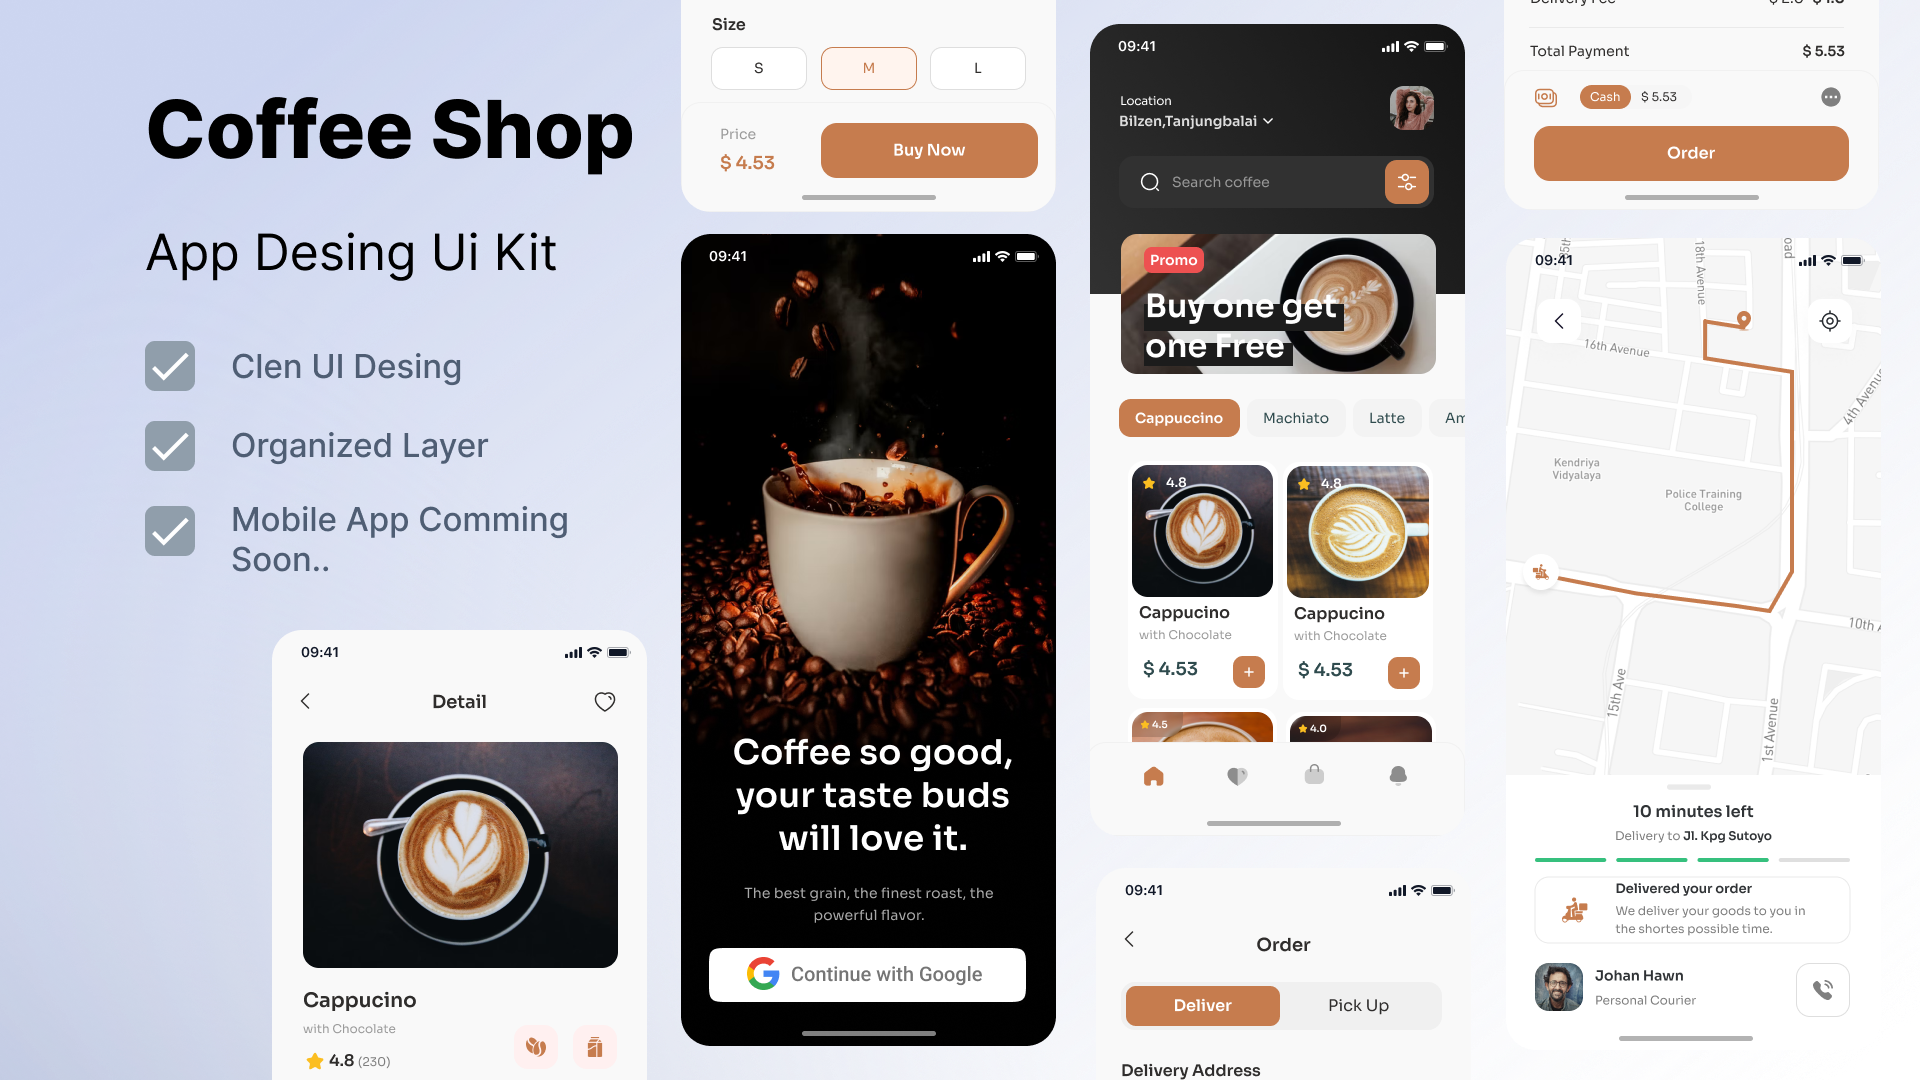 Coffee Shop
App Desing Ui Kit
Clen UI Desing
Organized Layer
Mobile App Comming
Soon..
09:41
Detail
Cappucino
with Chocolate
4.8 (230)
Size
S
M
L
Price
$ 4.53
Buy Now
09:41
Coffee so good,
your taste buds
will love it.
The best grain, the finest roast, the
powerful flavor.
Continue with Google
09:41
Location
Bilzen,Tanjungbalai
Search coffee
Promo
Buy one get
one Free
Cappuccino
Machiato
Latte
Am
4.8
Cappucino
with Chocolate
$ 4.53
+
4.8
Cappucino
with Chocolate
$ 4.53
+
4.5
4.0
09:41
Order
Deliver
Pick Up
Delivery Address
Delivery Fee
Total Payment
$ 5.53
Cash
$ 5.53
Order
09:41
18th Avenue
16th Avenue
4th Avenue
Kendriya
Vidyalaya
Police Training
College
10th A
15th Ave
1st Avenue
10 minutes left
Delivery to Jl. Kpg Sutoyo
Delivered your order
We deliver your goods to you in
the shortes possible time.
Johan Hawn
Personal Courier